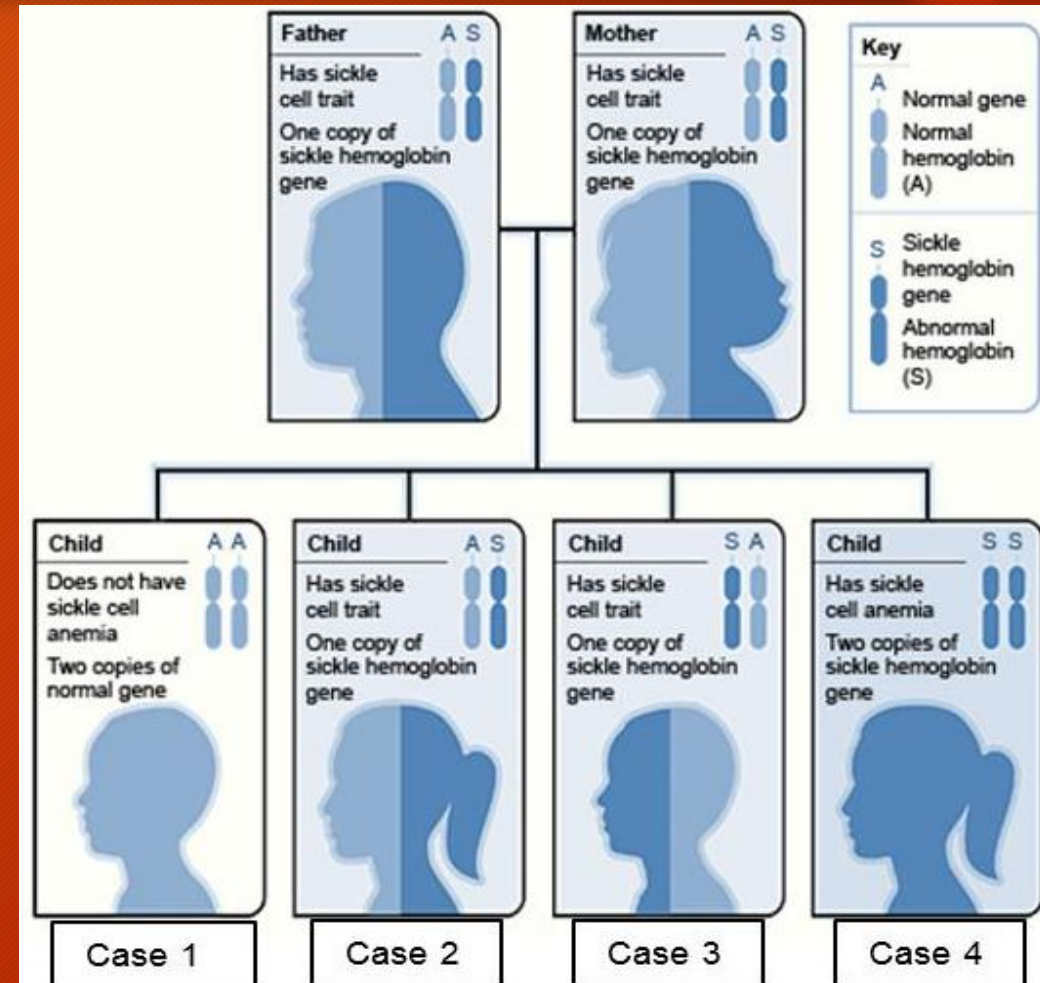 Father
A S
Has sickle
cell trait
One copy of
sickle hemoglobin
gene
Mother
A S
Has sickle
cell trait
One copy of
sickle hemoglobin
gene
Key
A
Normal gene
Normal
hemoglobin
(A)
S
Sickle
hemoglobin
gene
Abnormal
hemoglobin
(S)
Child
A A
Does not have
sickle cell
anemia
Two copies of
normal gene
Child
A S
Has sickle
cell trait
One copy of
sickle hemoglobin
gene
Child
S A
Has sickle
cell trait
One copy of
sickle hemoglobin
gene
Child
S S
Has sickle
cell anemia
Two copies of
sickle hemoglobin
gene
Case 1
Case 2
Case 3
Case 4